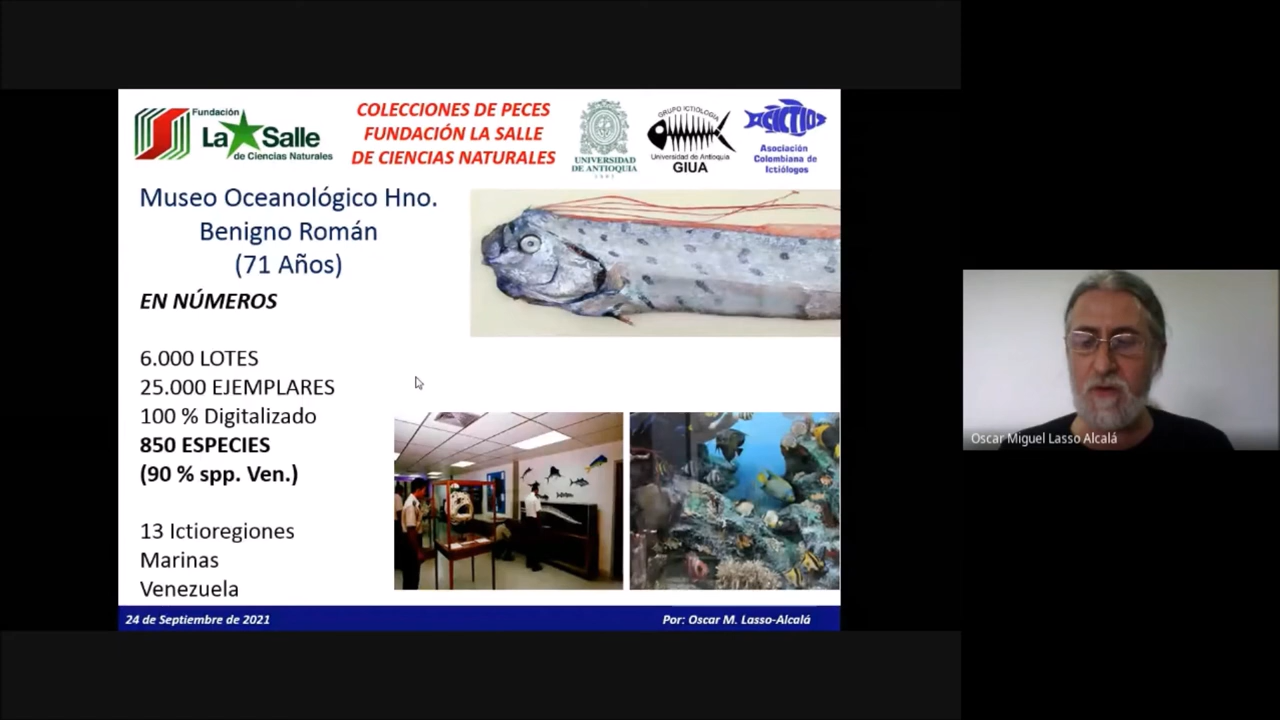 Fundación
La Salle
de Ciencias Naturales
COLECCIONES DE PECES
FUNDACIÓN LA SALLE
DE CIENCIAS NATURALES
UNIVERSIDAD
DE ANTIOQUIA
1803
GRUPO ICTIOLOGÍA
Universidad de Antioquia
GIUA
ACICTIOS
Asociación
Colombiana de
Ictiólogos
Museo Oceanológico Hno.
Benigno Román
(71 Años)
EN NÚMEROS
6.000 LOTES
25.000 EJEMPLARES
100 % Digitalizado
850 ESPECIES
(90 % spp. Ven.)
13 Ictioregiones
Marinas
Venezuela
24 de Septiembre de 2021
Por: Oscar M. Lasso-Alcalá
Oscar Miguel Lasso Alcalá